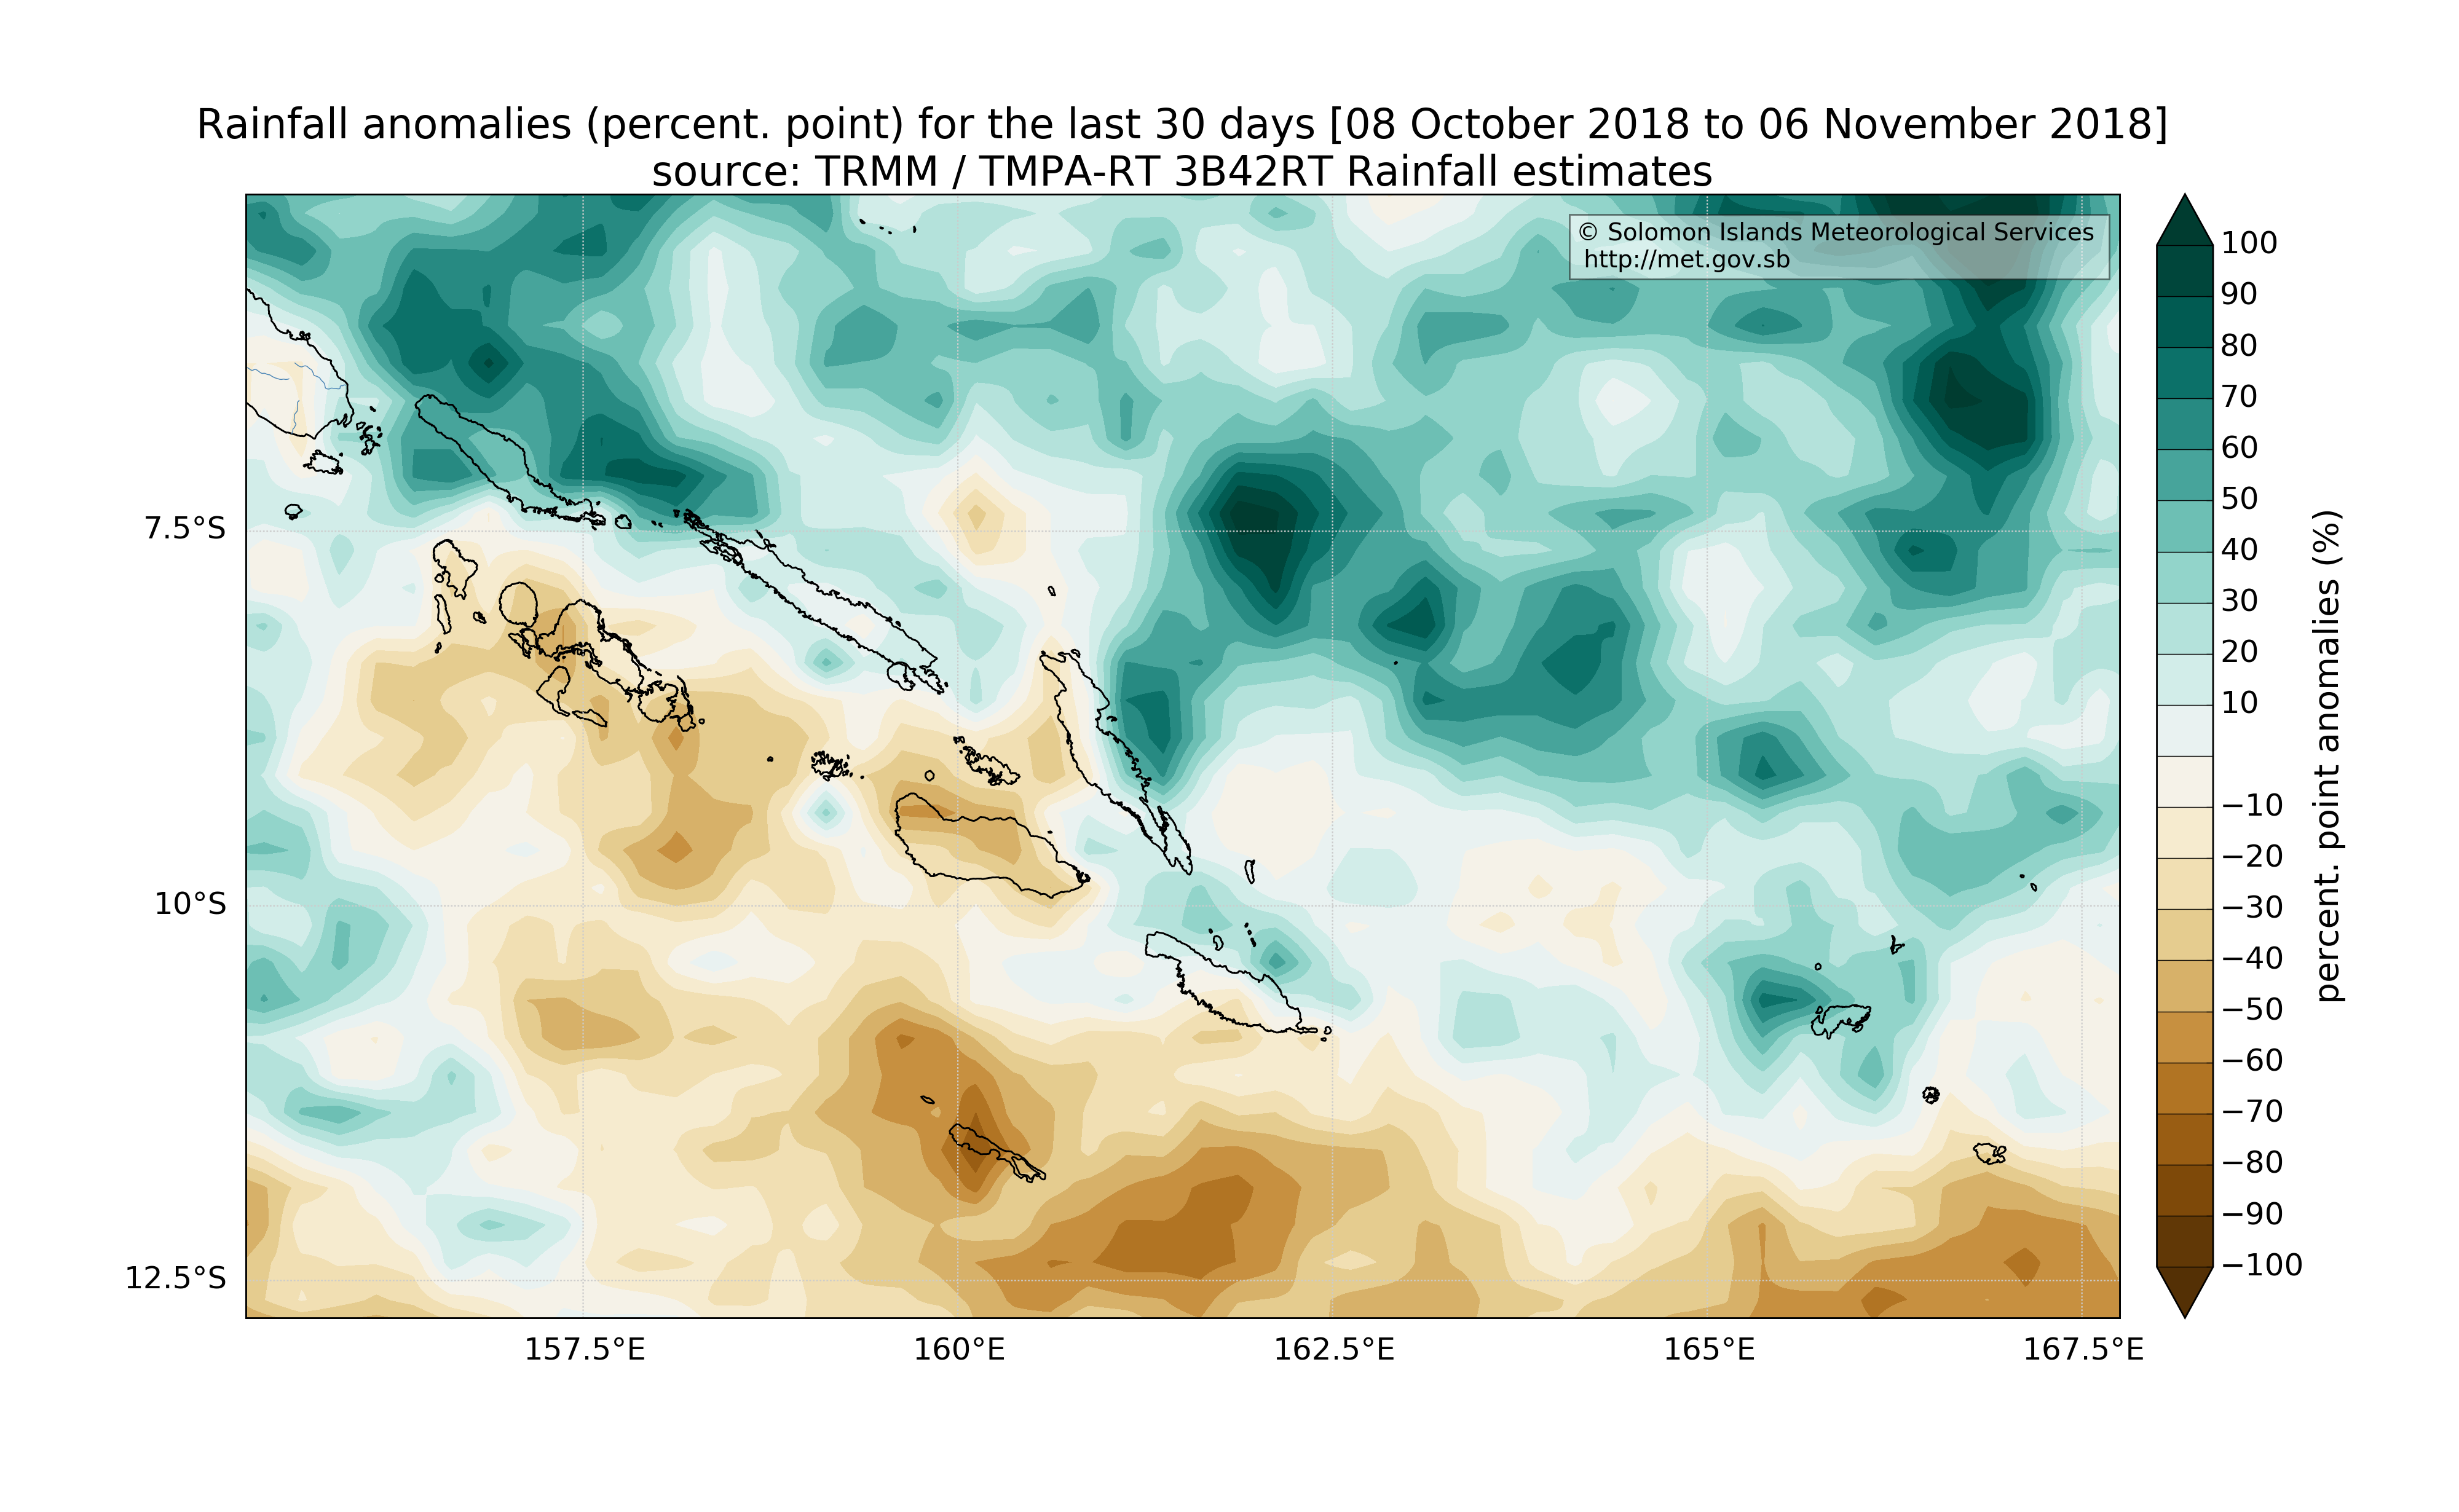 Rainfall anomalies (percent. point) for the last 30 days [08 October 2018 to 06 November 2018]
source: TRMM / TMPA-RT 3B42RT Rainfall estimates
© Solomon Islands Meteorological Services
http://met.gov.sb
7.5°S
10°S
12.5°S
157.5°E
160°E
162.5°E
165°E
167.5°E
100
90
80
70
60
50
40
30
20
10
−10
−20
−30
−40
−50
−60
−70
−80
−90
−100
percent. point anomalies (%)